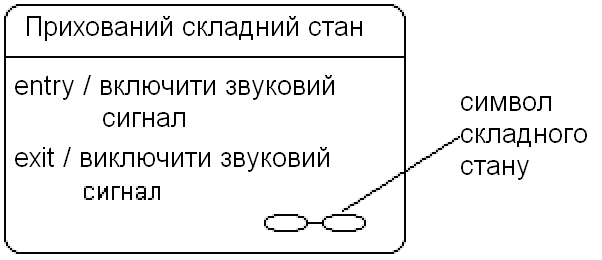 Прихований складний стан
entry / включити звуковий
сигнал
exit / виключити звуковий
сигнал
символ
складного
стану